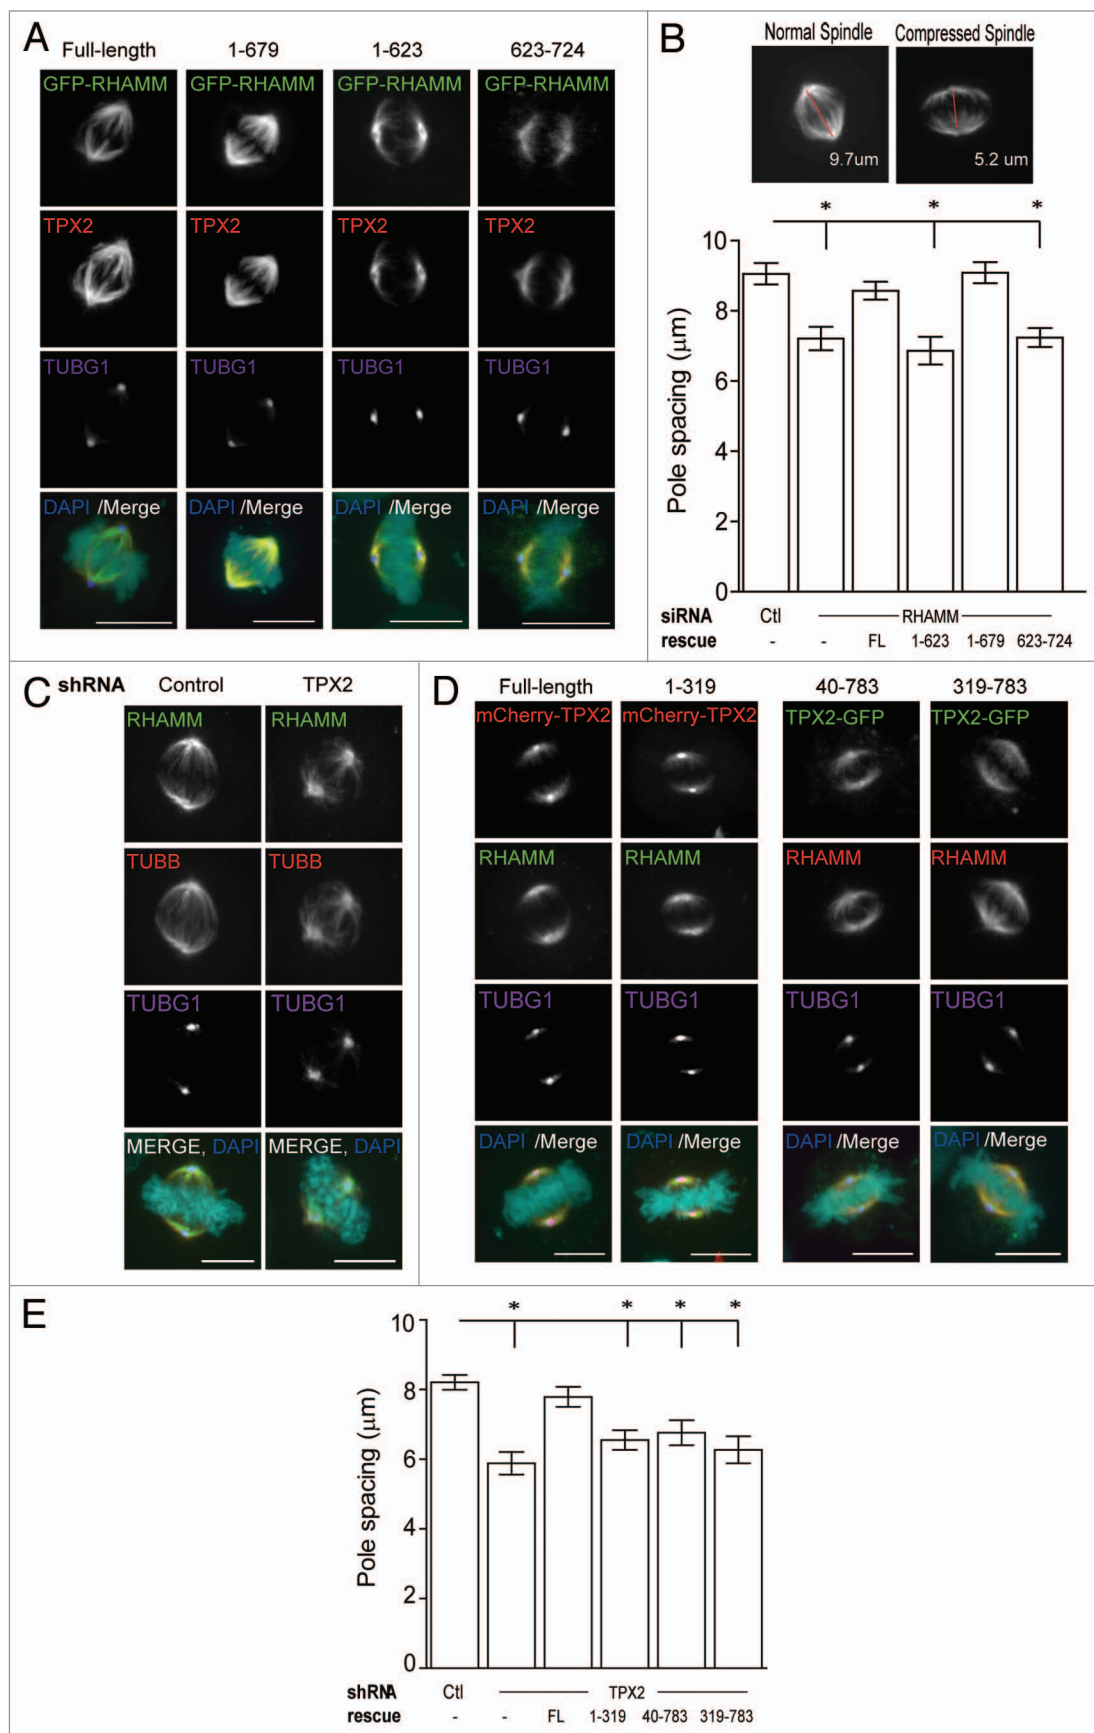 A
Full-length 1-679 1-623 623-724
GFP-RHAMM GFP-RHAMM GFP-RHAMM GFP-RHAMM
TPX2 TPX2 TPX2 TPX2
TUBG1 TUBG1 TUBG1 TUBG1
DAPI /Merge DAPI /Merge DAPI /Merge DAPI /Merge
B
Normal Spindle Compressed Spindle
9.7um 5.2 um
* * *
10
8
6
4
2
0
Pole spacing (μm)
siRNA Ctl RHAMM
rescue - - FL 1-623 1-679 623-724
C
shRNA Control TPX2
RHAMM RHAMM
TUBB TUBB
TUBG1 TUBG1
MERGE, DAPI MERGE, DAPI
D
Full-length 1-319 40-783 319-783
mCherry-TPX2 mCherry-TPX2 TPX2-GFP TPX2-GFP
RHAMM RHAMM RHAMM RHAMM
TUBG1 TUBG1 TUBG1 TUBG1
DAPI /Merge DAPI /Merge DAPI /Merge DAPI /Merge
E
* * * *
10
8
6
4
2
0
Pole spacing (μm)
shRNA Ctl TPX2
rescue - - FL 1-319 40-783 319-783